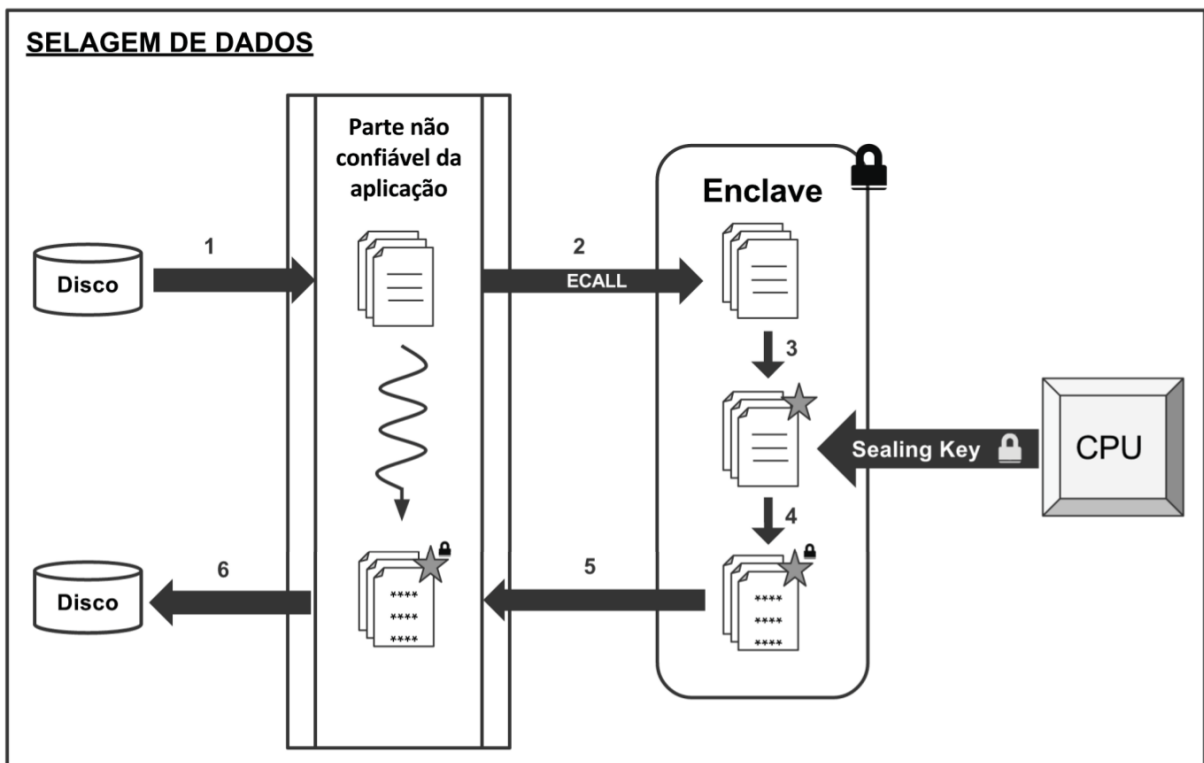 SELAGEM DE DADOS
Parte não
confiável da
aplicação
Enclave
1
2
Disco
ECALL
3
Sealing Key
CPU
4
6
5
Disco
****
****
****
****
****
****